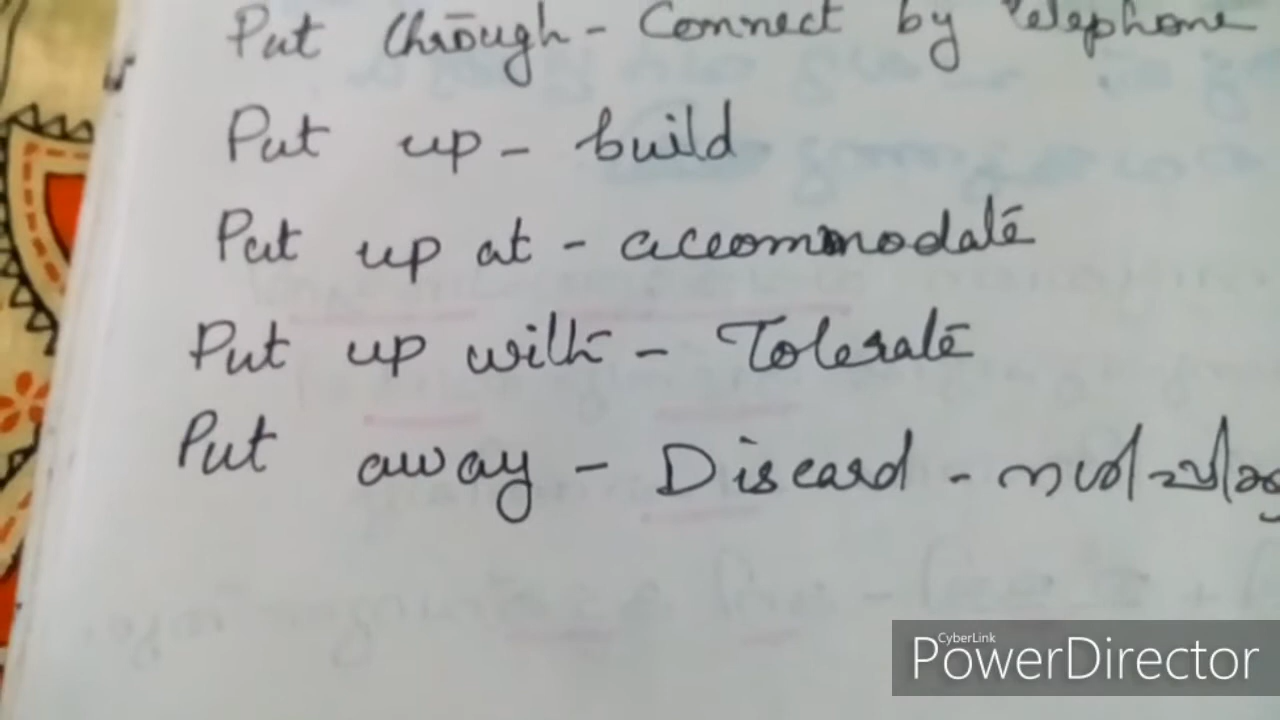 Put through - Connect by Telephone
Put up - build
Put up at - accommodate
Put up with - Tolerate
Put away - Discard -
CyberLink
PowerDirector